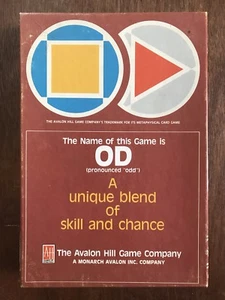 THE AVALON HILL GAME COMPANY'S TRADEMARK FOR ITS METAPHYSICAL CARD GAME
The Name of this Game is
OD
(pronounced "odd")
A
unique blend
of
skill and chance
The Avalon Hill Game Company
A MONARCH AVALON INC. COMPANY